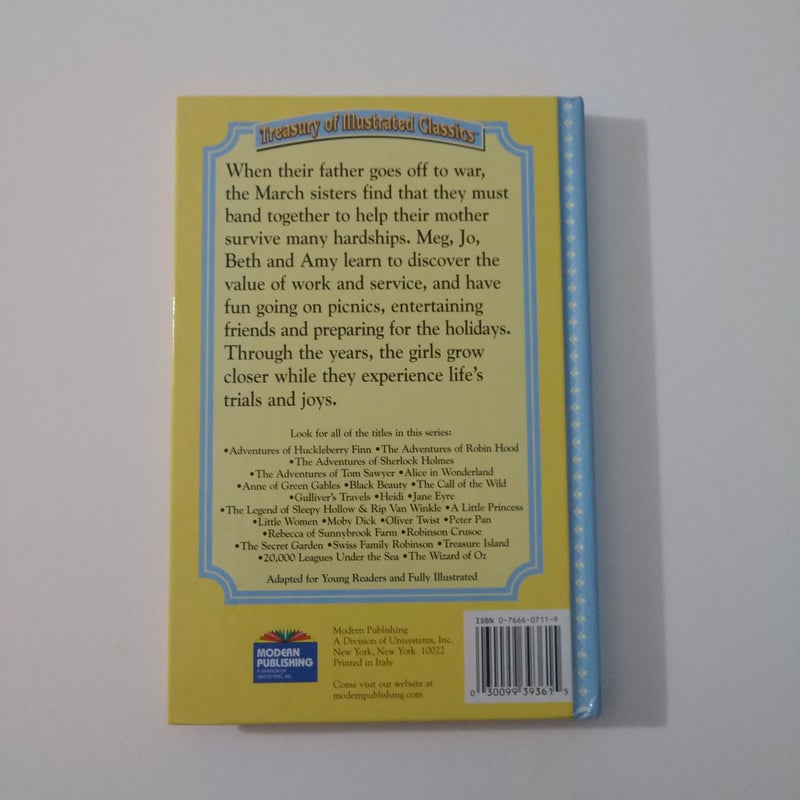 Treasury of Illustrated Classics™
When their father goes off to war,
the March sisters find that they must
band together to help their mother
survive many hardships. Meg, Jo,
Beth and Amy learn to discover the
value of work and service, and have
fun going on picnics, entertaining
friends and preparing for the holidays.
Through the years, the girls grow
closer while they experience life's
trials and joys.
Look for all of the titles in this series:
•Adventures of Huckleberry Finn •The Adventures of Robin Hood
•The Adventures of Sherlock Holmes
•The Adventures of Tom Sawyer •Alice in Wonderland
•Anne of Green Gables •Black Beauty •The Call of the Wild
•Gulliver's Travels •Heidi •Jane Eyre
•The Legend of Sleepy Hollow & Rip Van Winkle •A Little Princess
•Little Women •Moby Dick •Oliver Twist •Peter Pan
•Rebecca of Sunnybrook Farm •Robinson Crusoe
•The Secret Garden •Swiss Family Robinson •Treasure Island
•20,000 Leagues Under the Sea •The Wizard of Oz
Adapted for Young Readers and Fully Illustrated
MODERN
PUBLISHING
A DIVISION OF
UNISYSTEMS, INC.
Modern Publishing
A Division of Unisystems, Inc.
New York, New York 10022
Printed in Italy
Come visit our website at
modernpublishing.com
ISBN 0-7666-0711-9
0 30099 39361 5